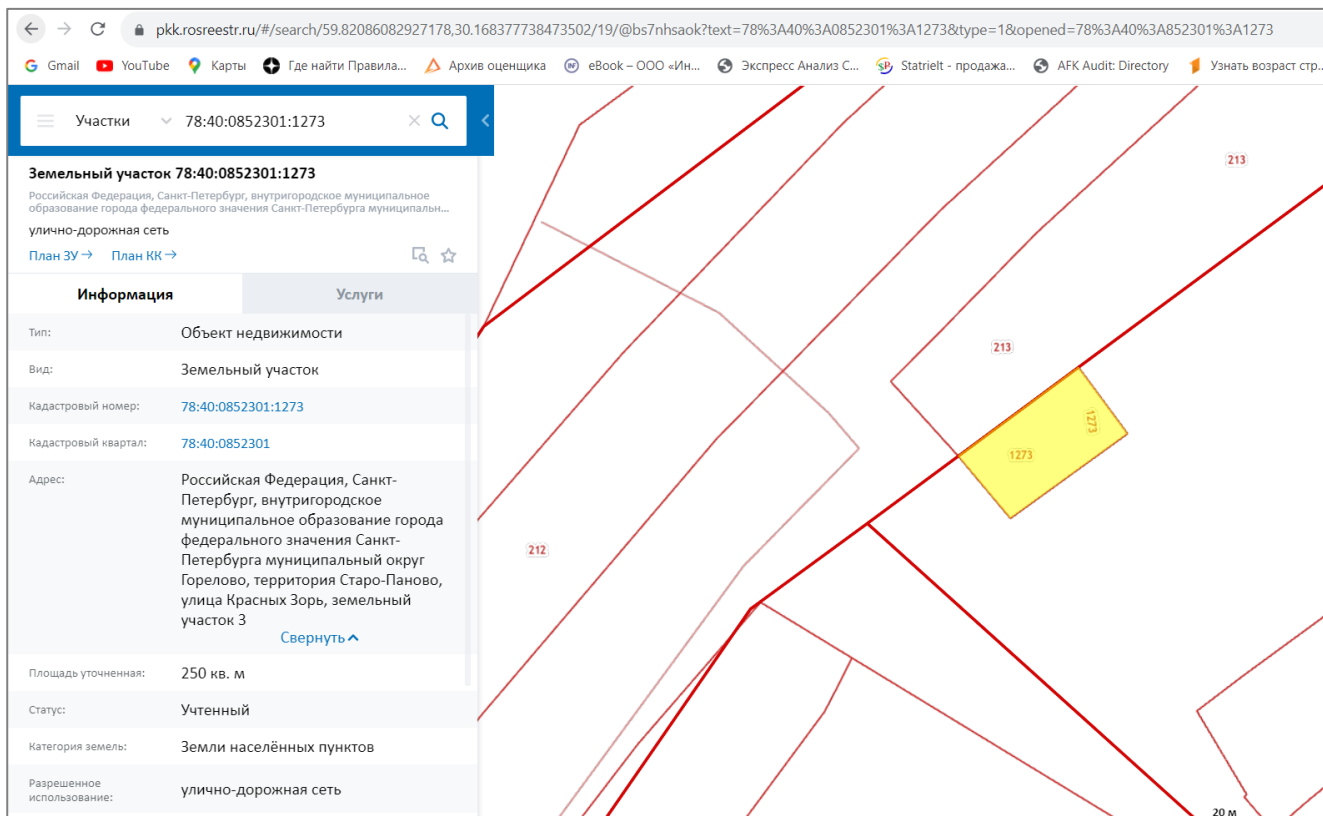 pkk.rosreestr.ru/#/search/59.82086082927178,30.168377738473502/19/@bs7nhsaok?text=78%3A40%3A0852301%3A1273&type=1&opened=78%3A40%3A852301%3A1273
Gmail YouTube Карты Где найти Правила... Архив оценщика eBook – ООО «Ин... Экспресс Анализ С... Statrielt - продажа... AFK Audit: Directory Узнать возраст стр...
Участки 78:40:0852301:1273
Земельный участок 78:40:0852301:1273
Российская Федерация, Санкт-Петербург, внутригородское муниципальное
образование города федерального значения Санкт-Петербурга муниципальн...
улично-дорожная сеть
План ЗУ → План КК →
Информация Услуги
Тип: Объект недвижимости
Вид: Земельный участок
Кадастровый номер: 78:40:0852301:1273
Кадастровый квартал: 78:40:0852301
Адрес: Российская Федерация, Санкт-
Петербург, внутригородское
муниципальное образование города
федерального значения Санкт-
Петербурга муниципальный округ
Горелово, территория Старо-Паново,
улица Красных Зорь, земельный
участок 3
Свернуть
Площадь уточненная: 250 кв. м
Статус: Учтенный
Категория земель: Земли населённых пунктов
Разрешенное
использование: улично-дорожная сеть
213
213
1273
1273
212
20 м